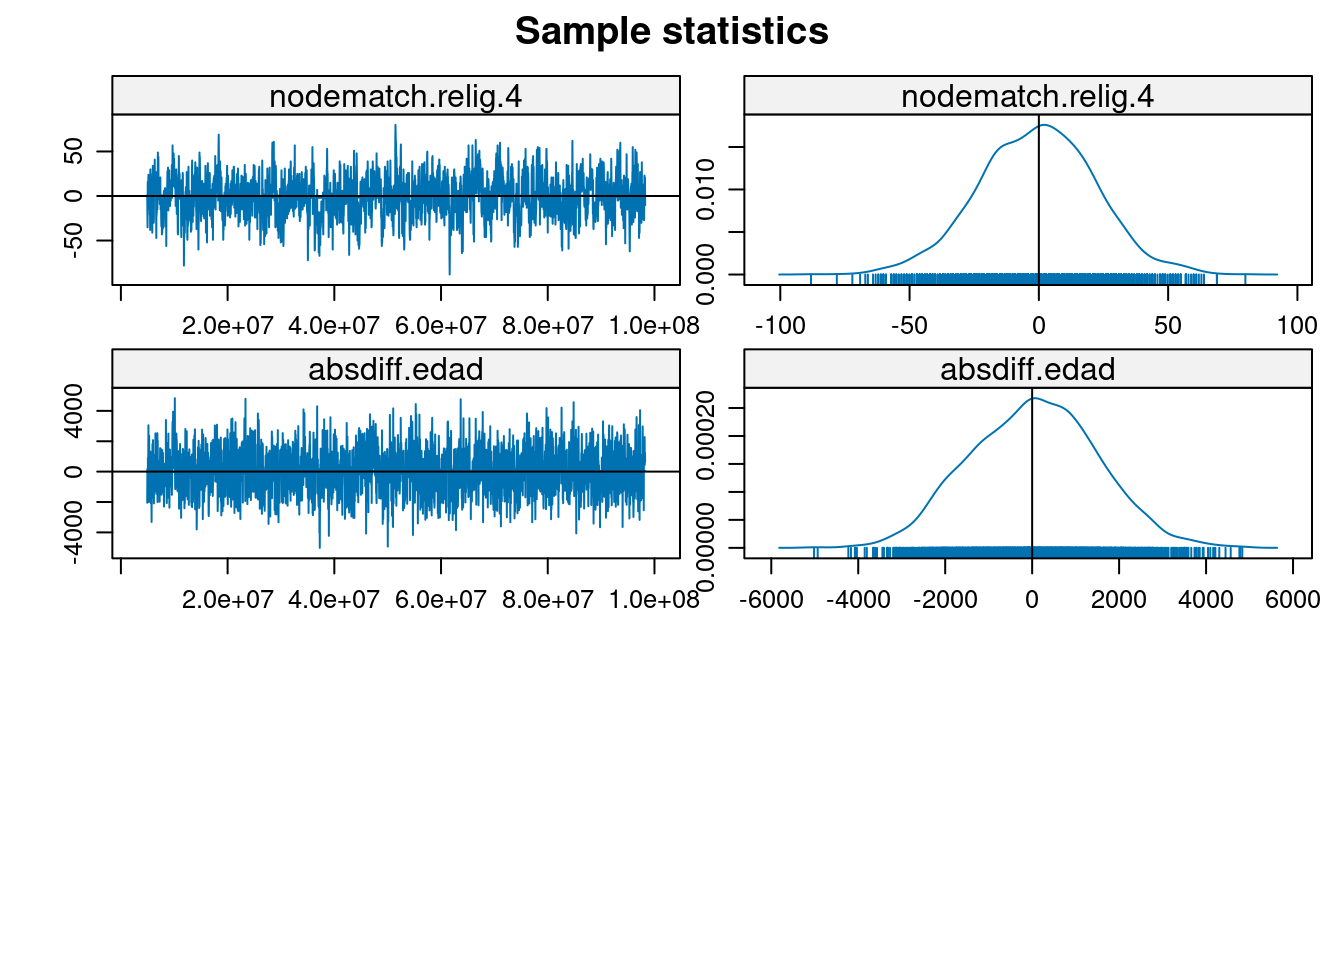 Sample statistics
nodematch.relig.4 nodematch.relig.4
50
0
-50
2.0e+07 4.0e+07 6.0e+07 8.0e+07 1.0e+08
0.010
0.000
-100 -50 0 50 100
absdiff.edad absdiff.edad
4000
0
-4000
2.0e+07 4.0e+07 6.0e+07 8.0e+07 1.0e+08
0.00020
0.00000
-6000 -4000 -2000 0 2000 4000 6000